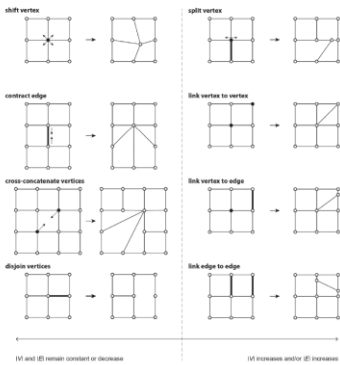 shift vertex
split vertex
contract edge
link vertex to vertex
cross-concatenate vertices
link vertex to edge
disjoin vertices
link edge to edge
|V| and |E| remain constant or decrease
|V| increases and/or |E| increases